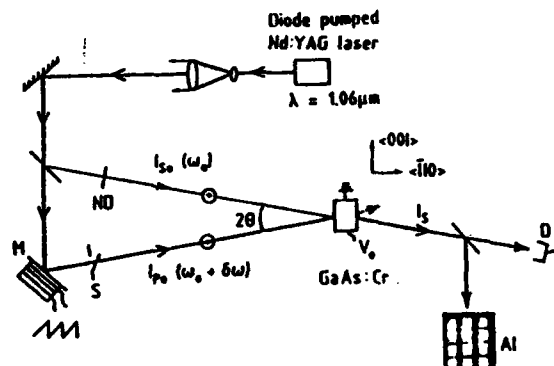 Diode pumped
Nd:YAG laser
λ = 1.06μm
<001>
<1̄10>
I_So (ω_o)
ND
2θ
I_S
D
M
S
I_Po (ω_o + δω)
V_o
GaAs:Cr
AI